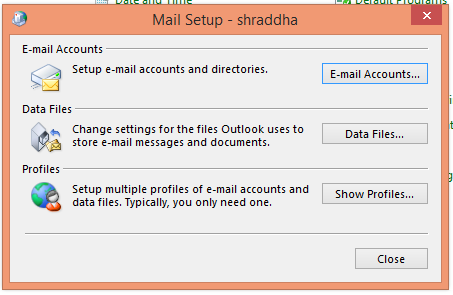 Date and Time
Default Programs
Mail Setup - shraddha
E-mail Accounts
Setup e-mail accounts and directories.
E-mail Accounts...
Data Files
Change settings for the files Outlook uses to
store e-mail messages and documents.
Data Files...
Profiles
Setup multiple profiles of e-mail accounts and
data files. Typically, you only need one.
Show Profiles...
Close